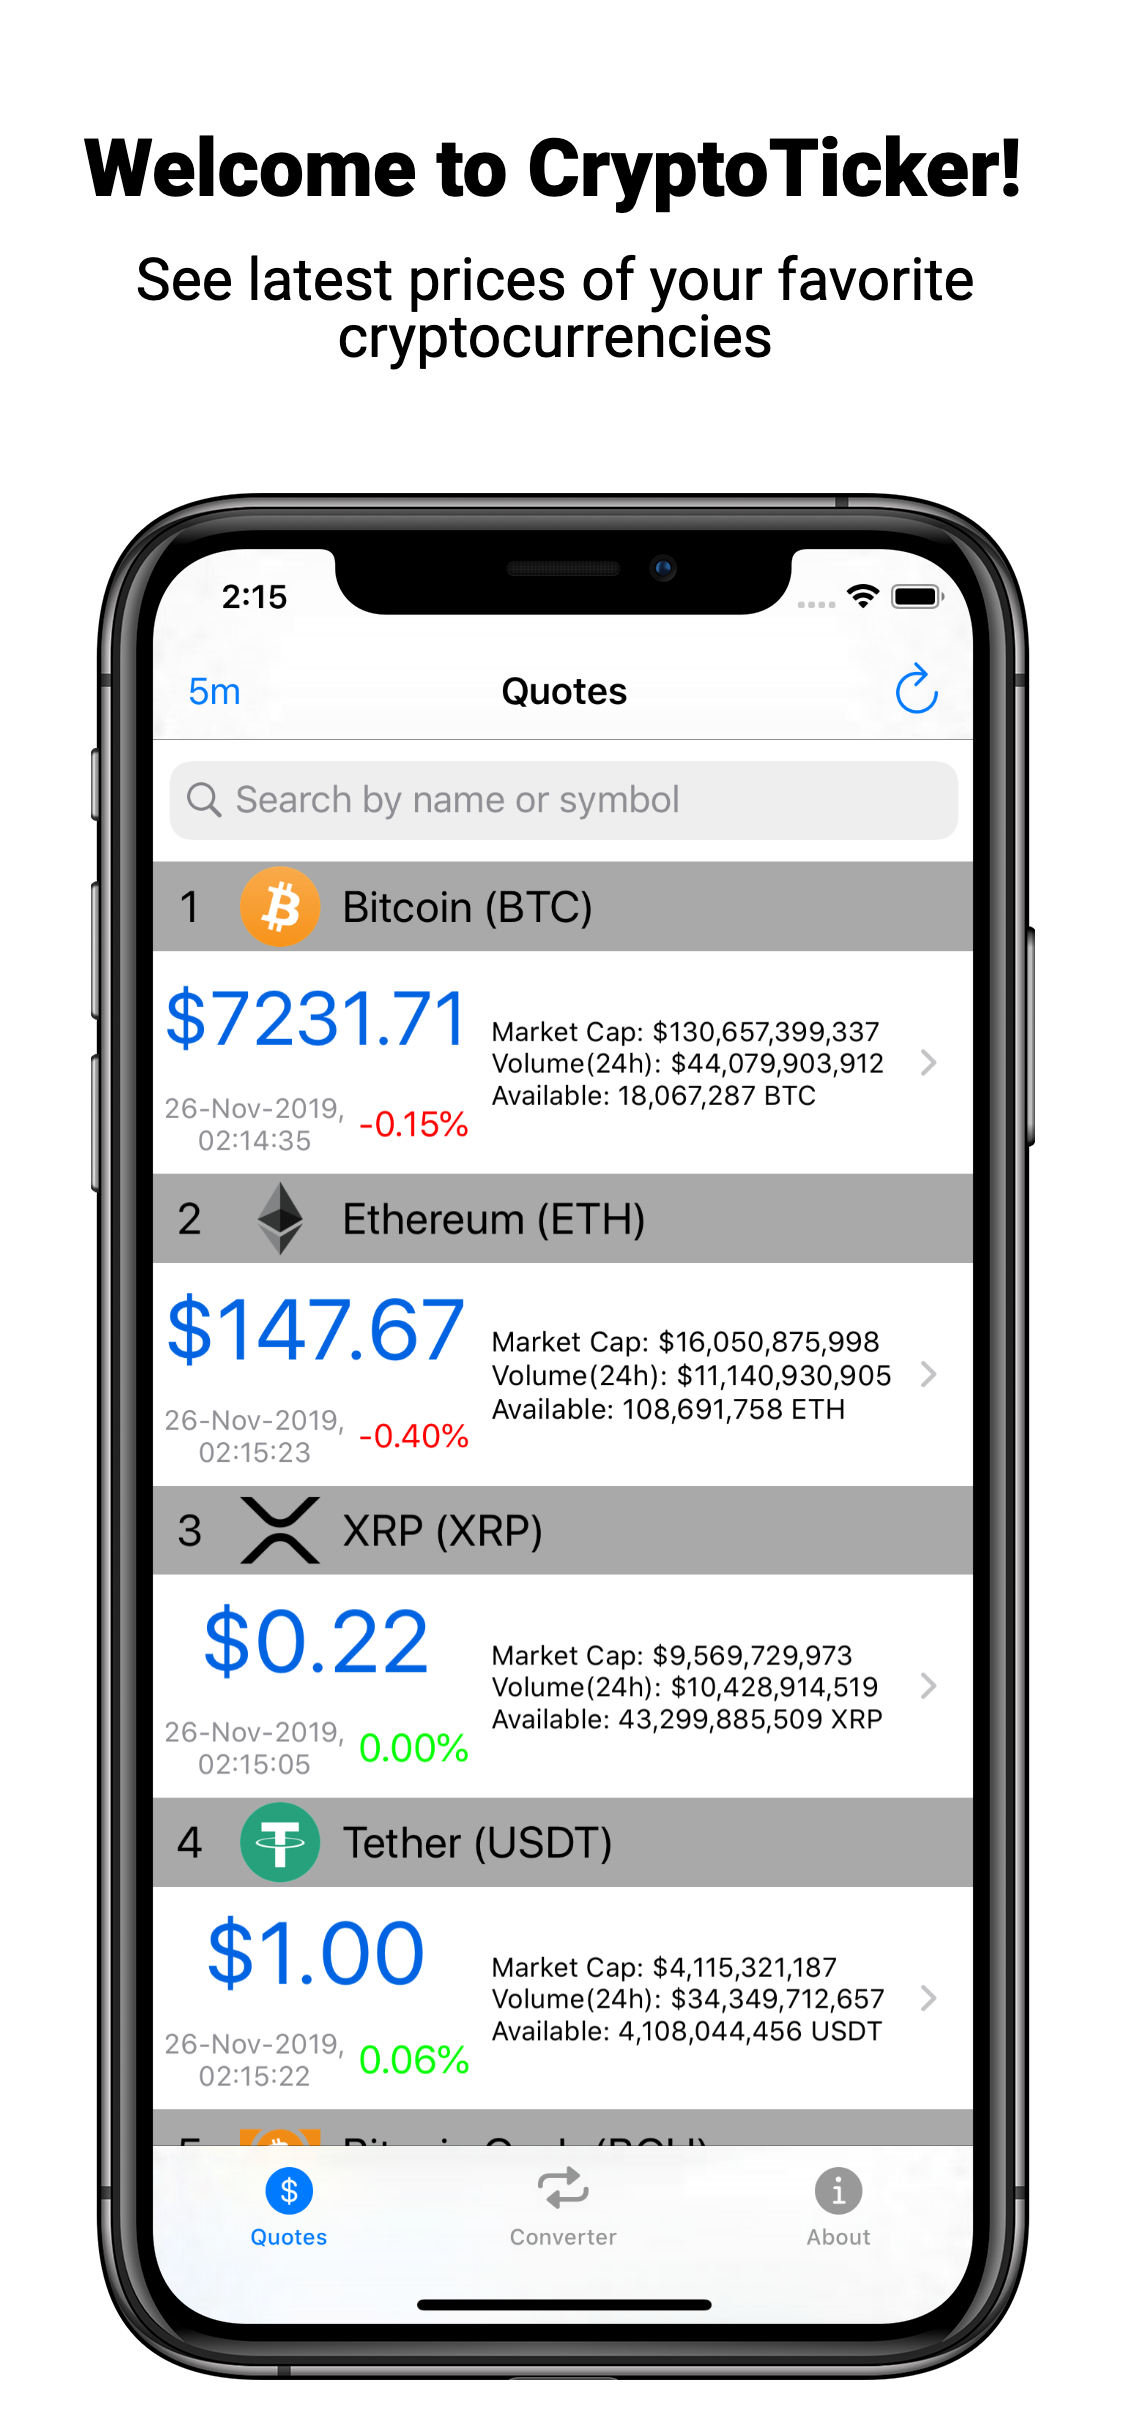 Welcome to CryptoTicker!
See latest prices of your favorite
cryptocurrencies
2:15
5m
Quotes
Search by name or symbol
1
Bitcoin (BTC)
$7231.71
Market Cap: $130,657,399,337
Volume(24h): $44,079,903,912
Available: 18,067,287 BTC
26-Nov-2019,
02:14:35
-0.15%
2
Ethereum (ETH)
$147.67
Market Cap: $16,050,875,998
Volume(24h): $11,140,930,905
Available: 108,691,758 ETH
26-Nov-2019,
02:15:23
-0.40%
3
XRP (XRP)
$0.22
Market Cap: $9,569,729,973
Volume(24h): $10,428,914,519
Available: 43,299,885,509 XRP
26-Nov-2019,
02:15:05
0.00%
4
Tether (USDT)
$1.00
Market Cap: $4,115,321,187
Volume(24h): $34,349,712,657
Available: 4,108,044,456 USDT
26-Nov-2019,
02:15:22
0.06%
Quotes
Converter
About